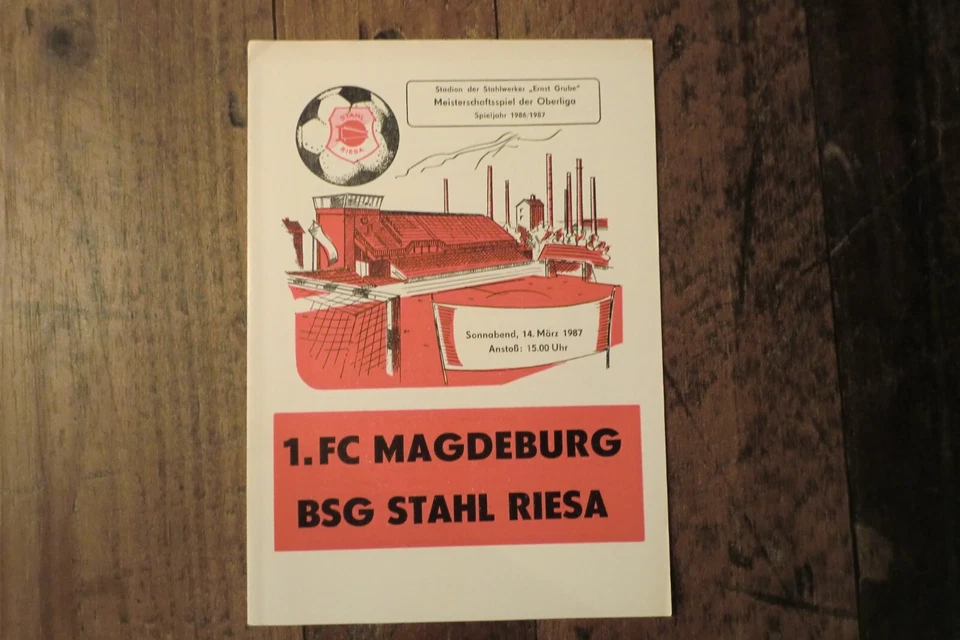 STAHL
RIESA
Stadion der Stahlwerker „Ernst Grube"
Meisterschaftsspiel der Oberliga
Spieljahr 1986/1987
Sonnabend, 14. März 1987
Anstoß: 15.00 Uhr
1. FC MAGDEBURG
BSG STAHL RIESA